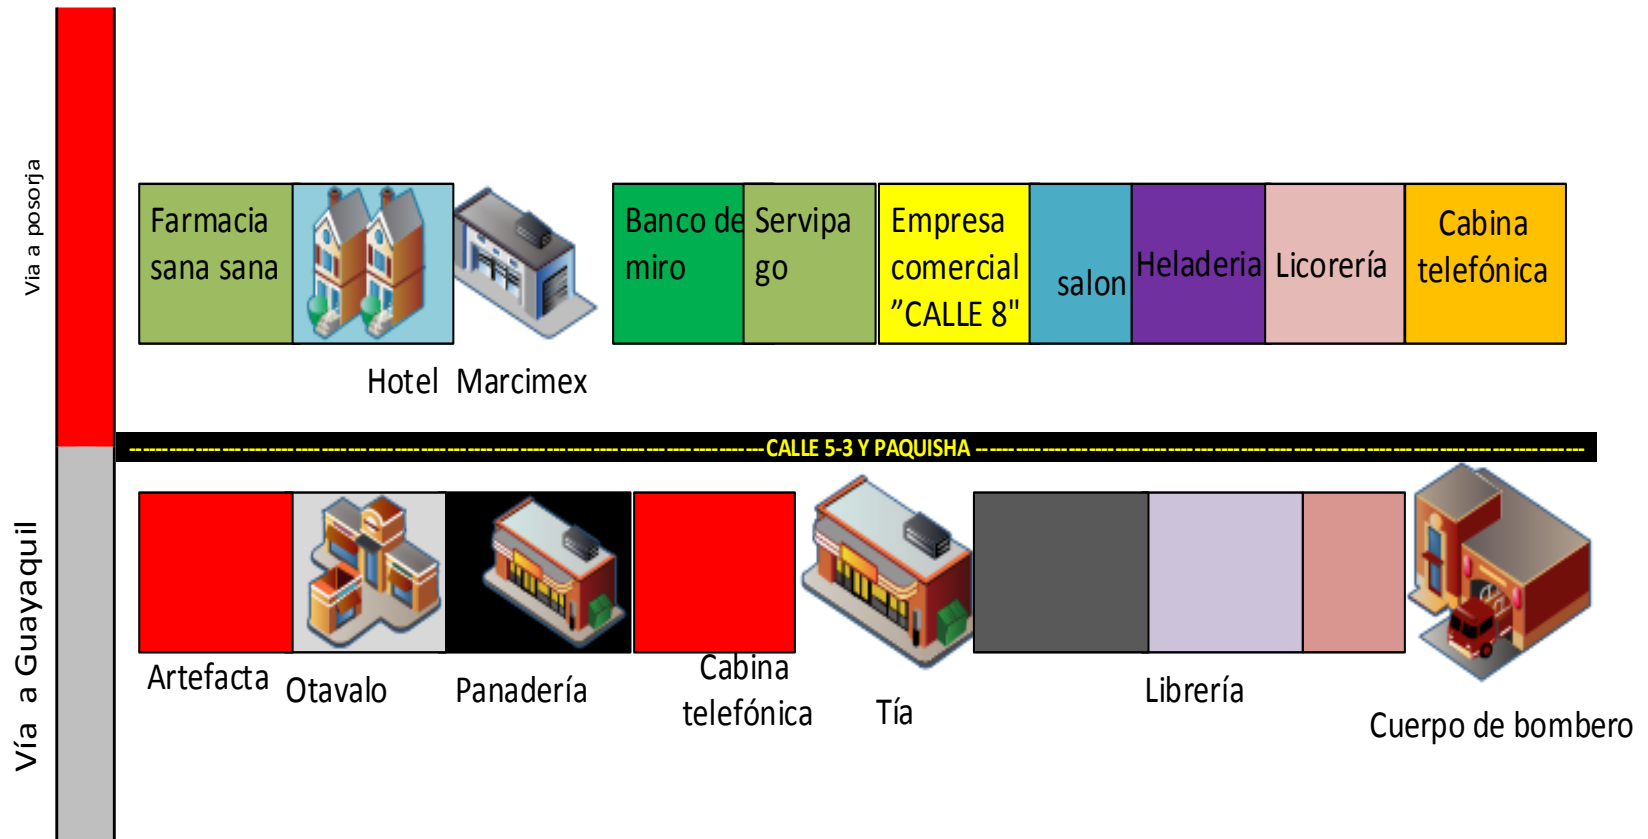 Via a posorja
Farmacia
sana sana
Hotel
Marcimex
Banco de
miro
Servipa
go
Empresa
comercial
”CALLE 8"
salon
Heladeria
Licorería
Cabina
telefónica
CALLE 5-3 Y PAQUISHA
Vía a Guayaquil
Artefacta
Otavalo
Panadería
Cabina
telefónica
Tía
Librería
Cuerpo de bombero